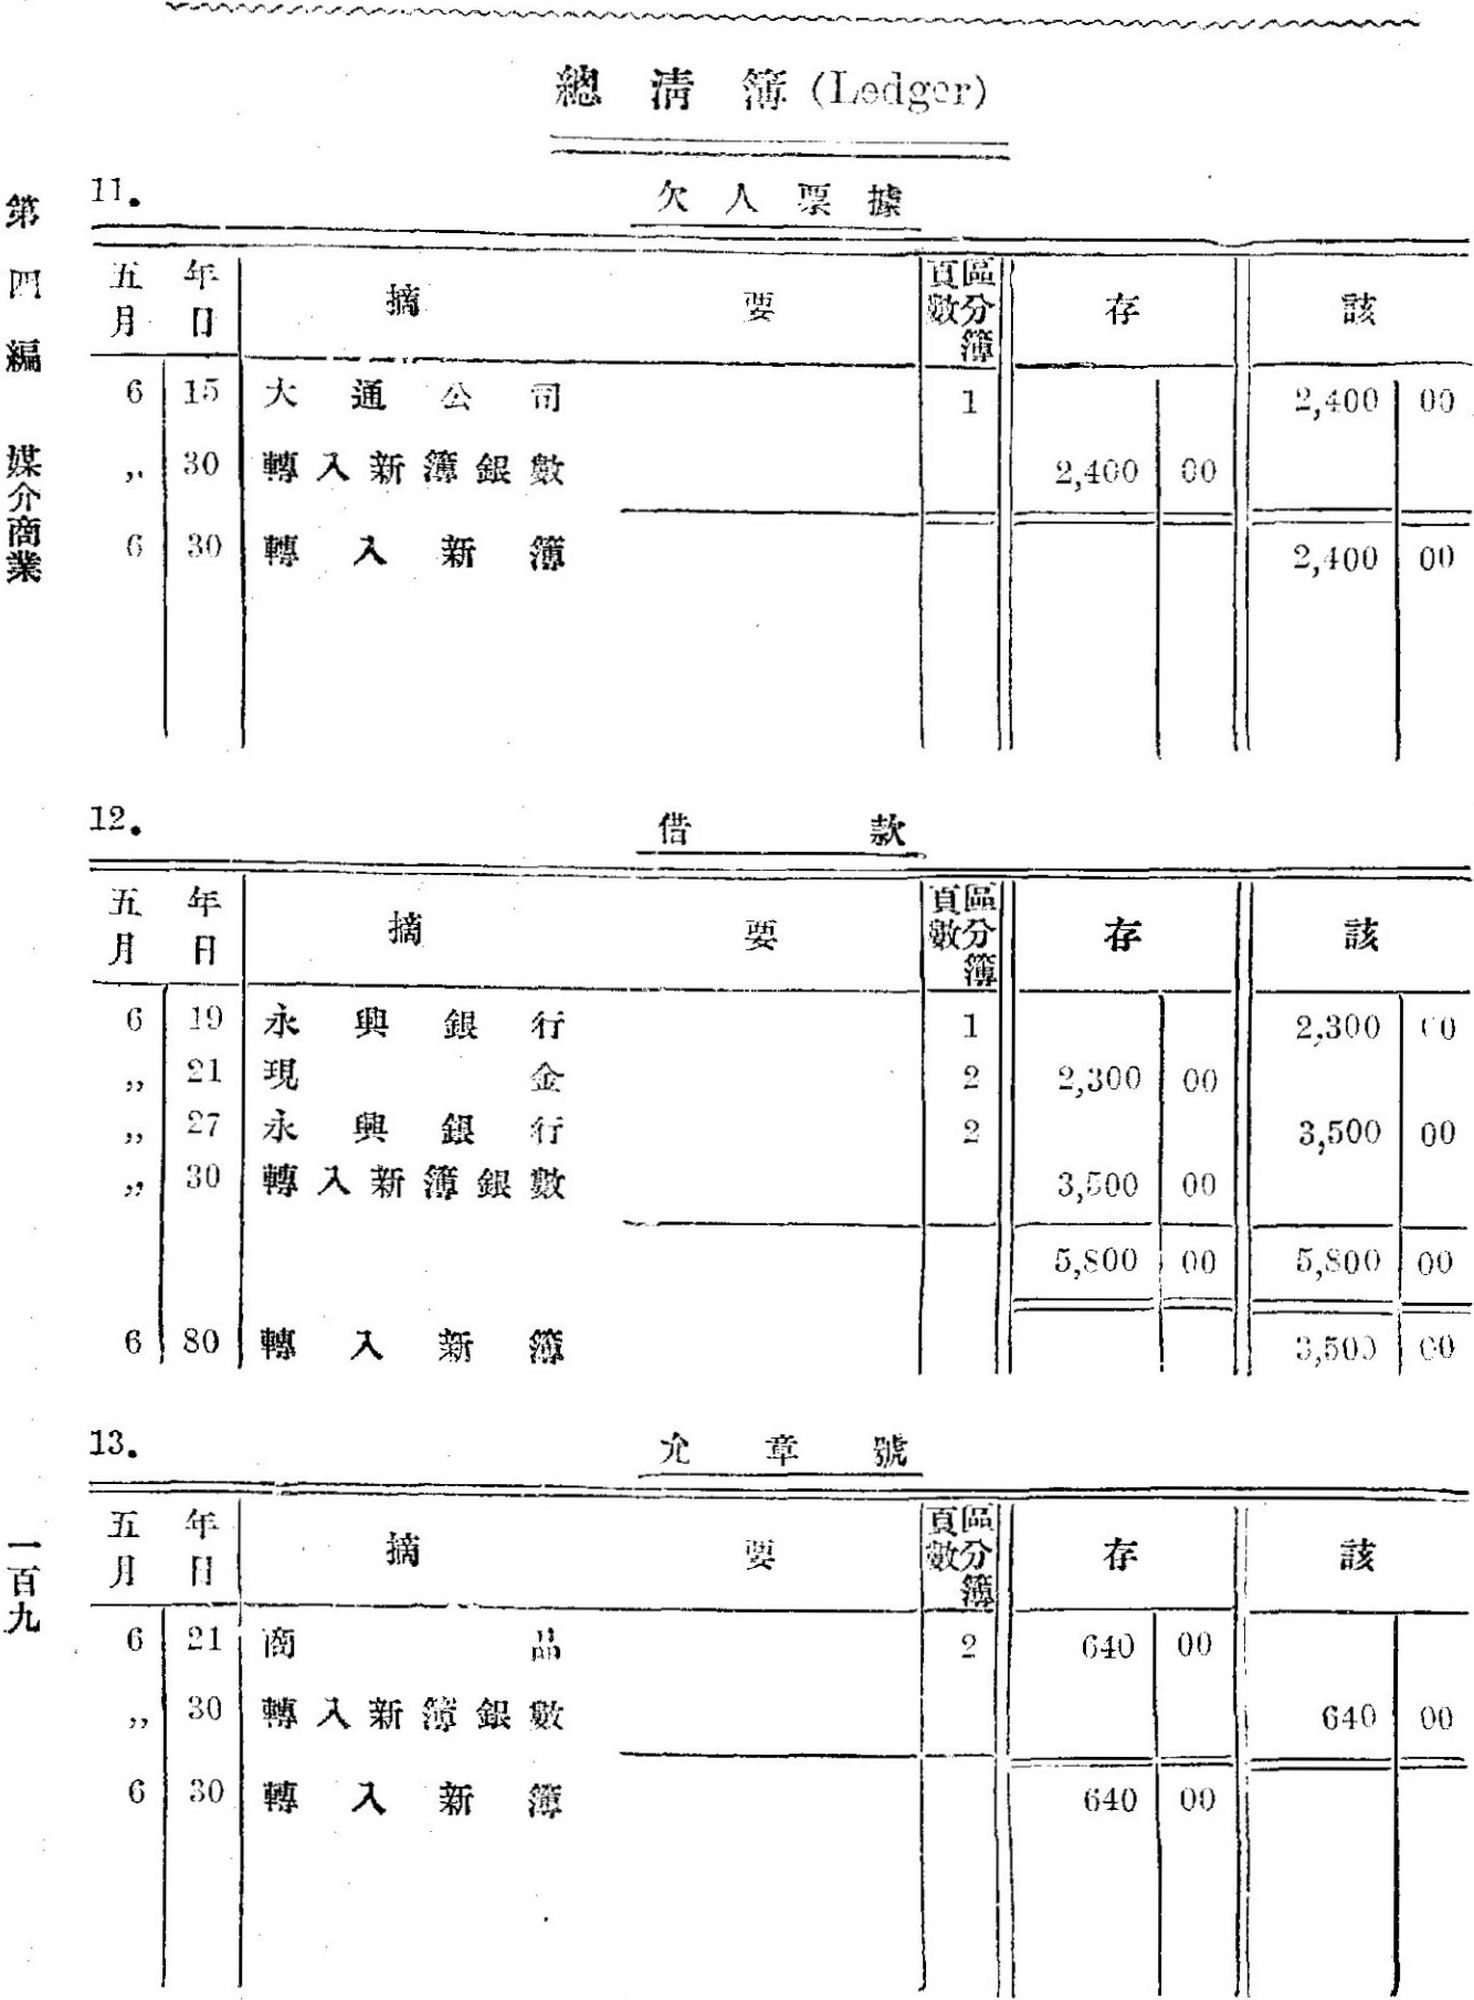 總清簿 (Ledger)
第四編 媒介商業
11. 欠人票據
五年 月日 摘要 區分簿頁數 存 該
6 15 大通公司 1 2,400 00
,, 30 轉入新簿銀數 2,400 00
6 30 轉入新簿 2,400 00
12. 借款
五年 月日 摘要 區分簿頁數 存 該
6 19 永興銀行 1 2,300 00
,, 21 現金 2 2,300 00
,, 27 永興銀行 2 3,500 00
,, 30 轉入新簿銀數 3,500 00
5,800 00 5,800 00
6 80 轉入新簿 3,500 00
13. 允章號
五年 月日 摘要 區分簿頁數 存 該
6 21 商品 2 640 00
,, 30 轉入新簿銀數 640 00
6 30 轉入新簿 640 00
一百九